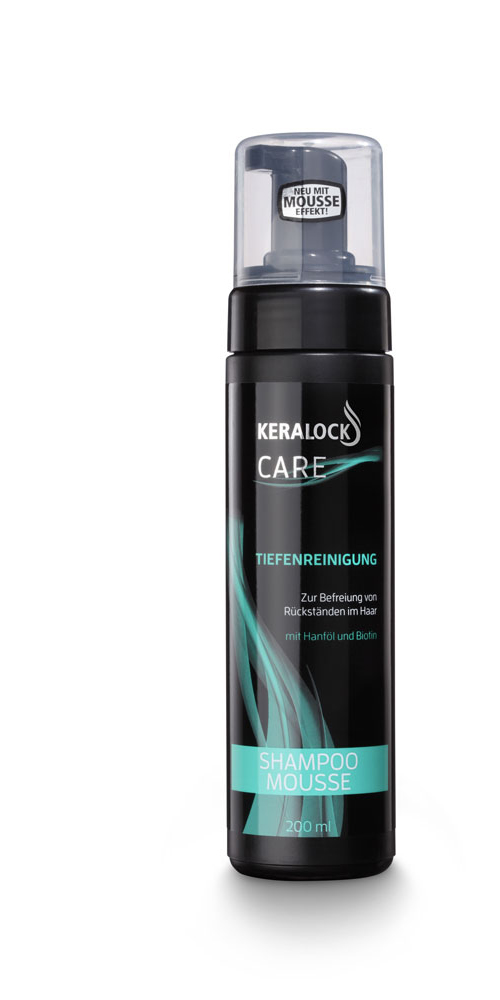 NEU MIT
MOUSSE
EFFEKT!
KERALOCK
CARE
TIEFENREINIGUNG
Zur Befreiung von
Rückständen im Haar
mit Hanföl und Biotin
SHAMPOO
MOUSSE
200 ml